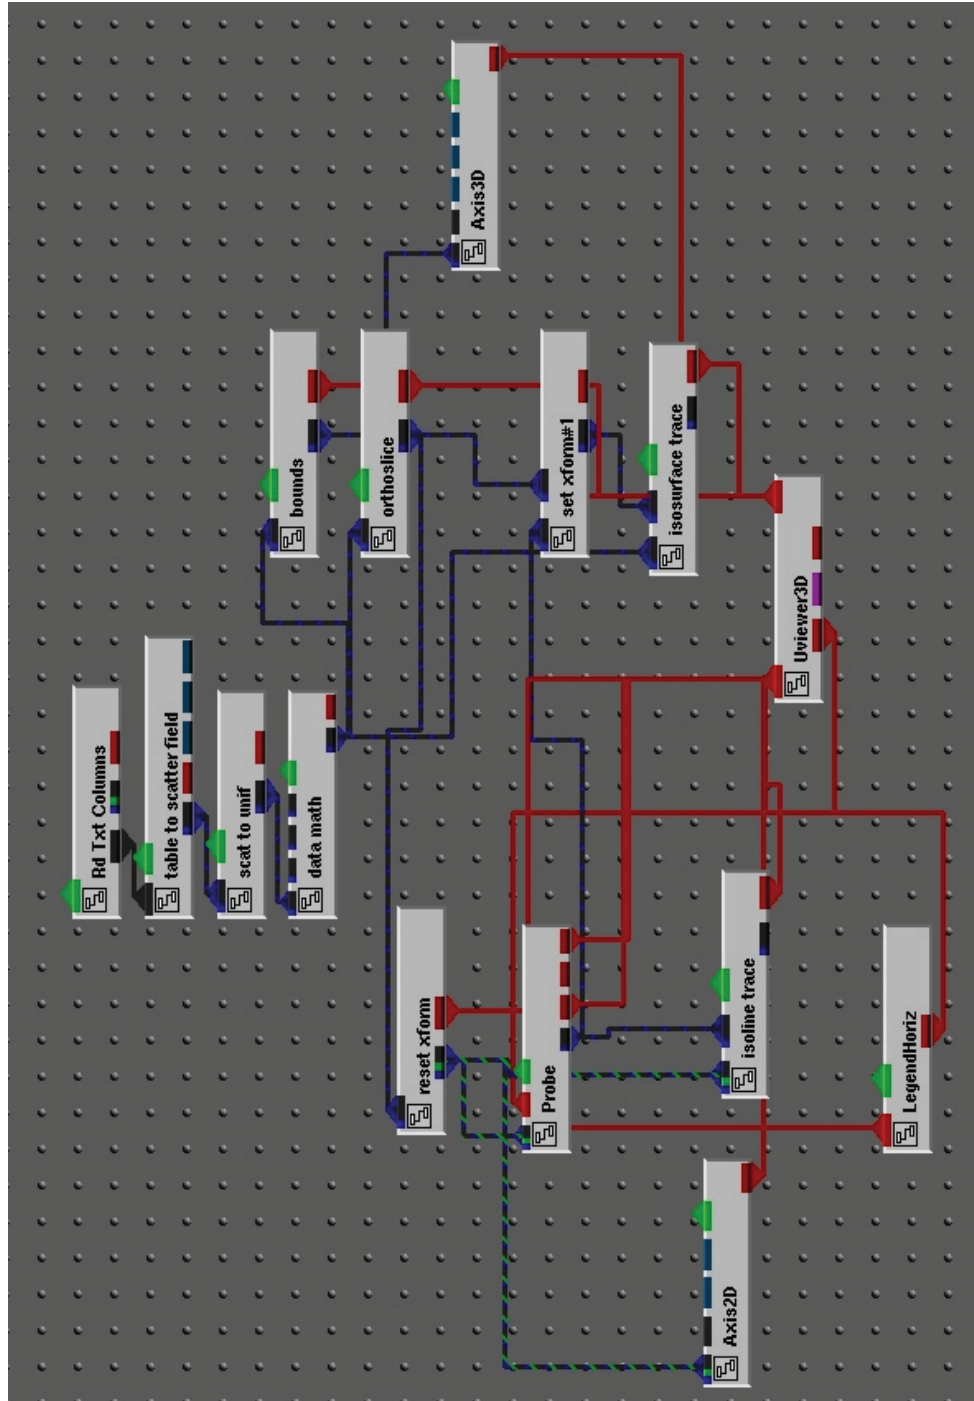 Rd Txt Columns
table to scatter field
scat to unif
data math
bounds
orthoslice
Axis3D
reset xform
set xform#1
Probe
isosurface trace
Axis2D
isoline trace
Uviewer3D
LegendHoriz